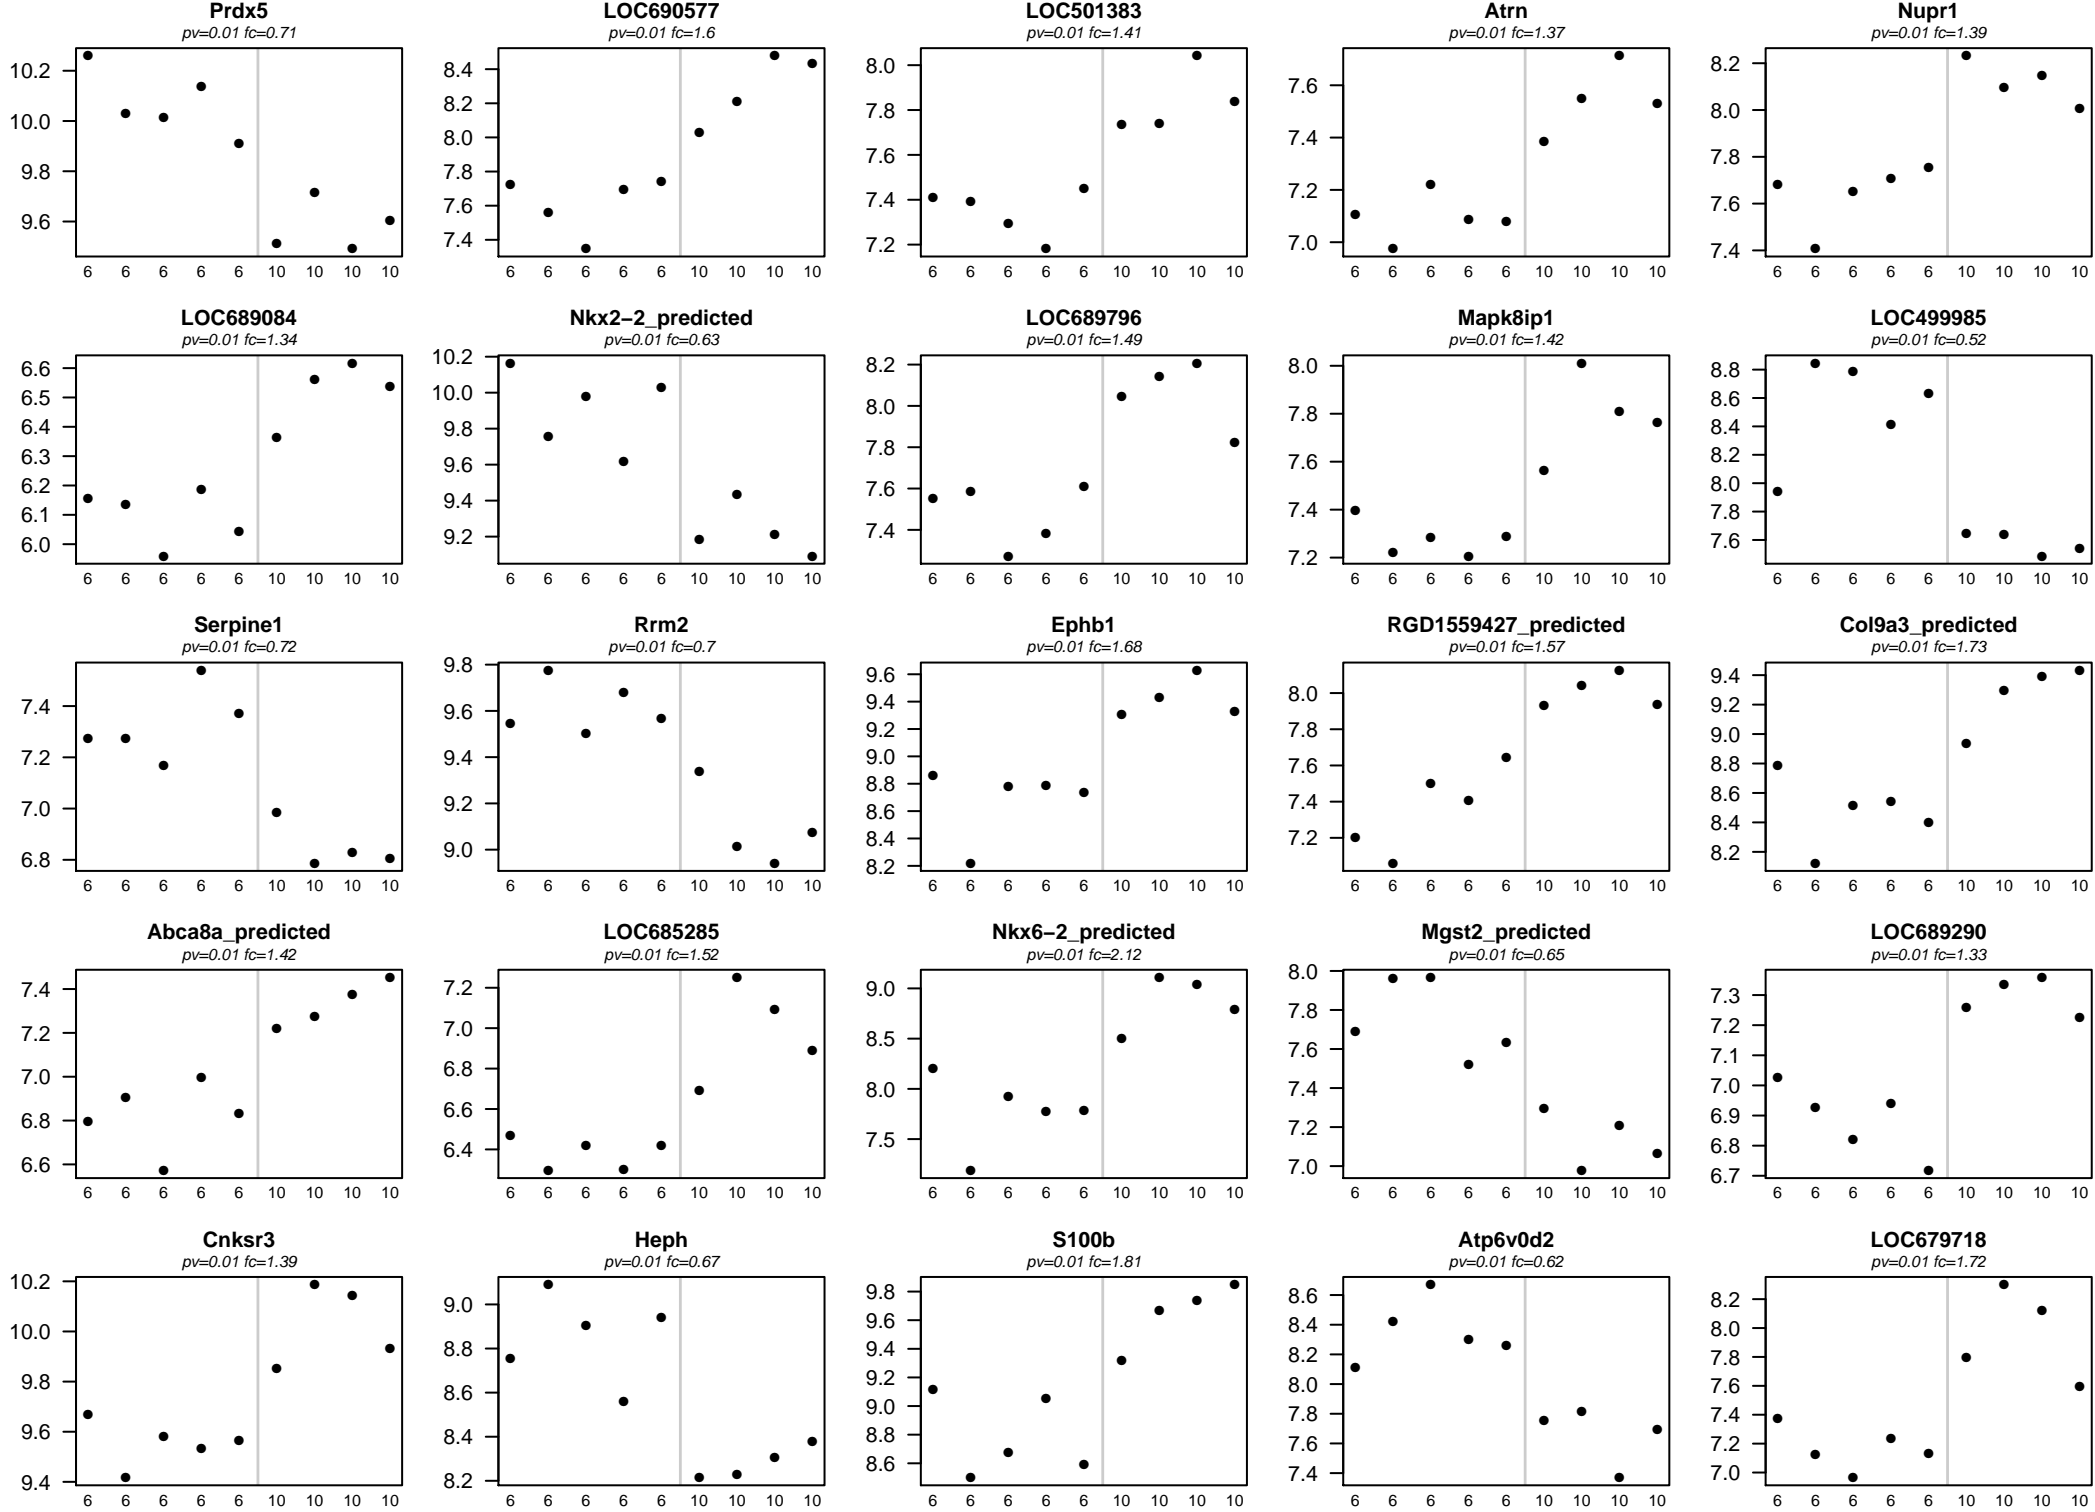 Prdx5
pv=0.01 fc=0.71
10.2
10.0
9.8
9.6
6 6 6 6 6 10 10 10 10
LOC690577
pv=0.01 fc=1.6
8.4
8.2
8.0
7.8
7.6
7.4
6 6 6 6 6 10 10 10 10
LOC501383
pv=0.01 fc=1.41
8.0
7.8
7.6
7.4
7.2
6 6 6 6 6 10 10 10 10
Atrn
pv=0.01 fc=1.37
7.6
7.4
7.2
7.0
6 6 6 6 6 10 10 10 10
Nupr1
pv=0.01 fc=1.39
8.2
8.0
7.8
7.6
7.4
6 6 6 6 6 10 10 10 10
LOC689084
pv=0.01 fc=1.34
6.6
6.5
6.4
6.3
6.2
6.1
6.0
6 6 6 6 6 10 10 10 10
Nkx2−2_predicted
pv=0.01 fc=0.63
10.2
10.0
9.8
9.6
9.4
9.2
6 6 6 6 6 10 10 10 10
LOC689796
pv=0.01 fc=1.49
8.2
8.0
7.8
7.6
7.4
6 6 6 6 6 10 10 10 10
Mapk8ip1
pv=0.01 fc=1.42
8.0
7.8
7.6
7.4
7.2
6 6 6 6 6 10 10 10 10
LOC499985
pv=0.01 fc=0.52
8.8
8.6
8.4
8.2
8.0
7.8
7.6
6 6 6 6 6 10 10 10 10
Serpine1
pv=0.01 fc=0.72
7.4
7.2
7.0
6.8
6 6 6 6 6 10 10 10 10
Rrm2
pv=0.01 fc=0.7
9.8
9.6
9.4
9.2
9.0
6 6 6 6 6 10 10 10 10
Ephb1
pv=0.01 fc=1.68
9.6
9.4
9.2
9.0
8.8
8.6
8.4
8.2
6 6 6 6 6 10 10 10 10
RGD1559427_predicted
pv=0.01 fc=1.57
8.0
7.8
7.6
7.4
7.2
6 6 6 6 6 10 10 10 10
Col9a3_predicted
pv=0.01 fc=1.73
9.4
9.2
9.0
8.8
8.6
8.4
8.2
6 6 6 6 6 10 10 10 10
Abca8a_predicted
pv=0.01 fc=1.42
7.4
7.2
7.0
6.8
6.6
6 6 6 6 6 10 10 10 10
LOC685285
pv=0.01 fc=1.52
7.2
7.0
6.8
6.6
6.4
6 6 6 6 6 10 10 10 10
Nkx6−2_predicted
pv=0.01 fc=2.12
9.0
8.5
8.0
7.5
6 6 6 6 6 10 10 10 10
Mgst2_predicted
pv=0.01 fc=0.65
8.0
7.8
7.6
7.4
7.2
7.0
6 6 6 6 6 10 10 10 10
LOC689290
pv=0.01 fc=1.33
7.3
7.2
7.1
7.0
6.9
6.8
6.7
6 6 6 6 6 10 10 10 10
Cnksr3
pv=0.01 fc=1.39
10.2
10.0
9.8
9.6
9.4
6 6 6 6 6 10 10 10 10
Heph
pv=0.01 fc=0.67
9.0
8.8
8.6
8.4
8.2
6 6 6 6 6 10 10 10 10
S100b
pv=0.01 fc=1.81
9.8
9.6
9.4
9.2
9.0
8.8
8.6
6 6 6 6 6 10 10 10 10
Atp6v0d2
pv=0.01 fc=0.62
8.6
8.4
8.2
8.0
7.8
7.6
7.4
6 6 6 6 6 10 10 10 10
LOC679718
pv=0.01 fc=1.72
8.2
8.0
7.8
7.6
7.4
7.2
7.0
6 6 6 6 6 10 10 10 10